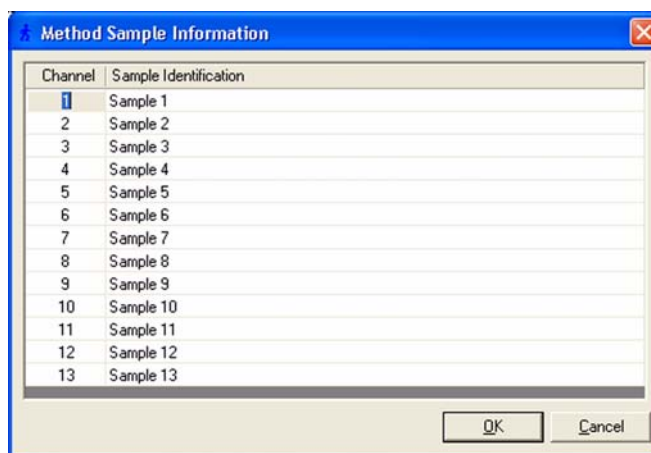 Method Sample Information
Channel Sample Identification
1 Sample 1
2 Sample 2
3 Sample 3
4 Sample 4
5 Sample 5
6 Sample 6
7 Sample 7
8 Sample 8
9 Sample 9
10 Sample 10
11 Sample 11
12 Sample 12
13 Sample 13
OK Cancel